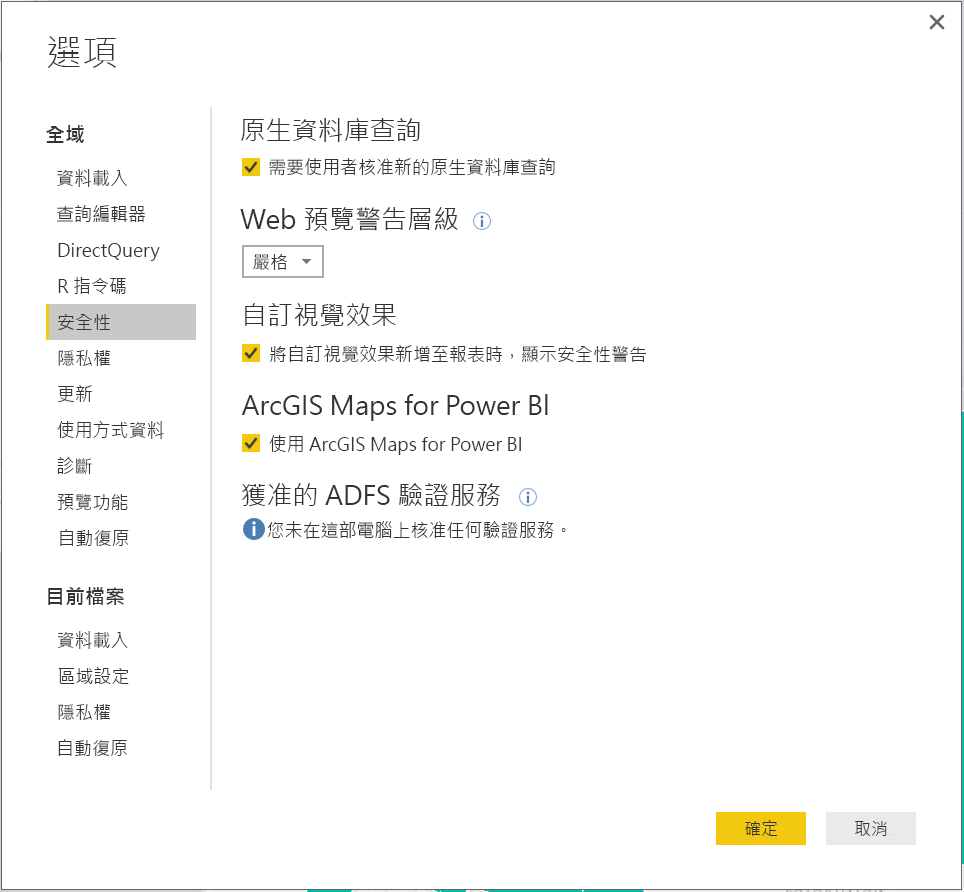 選項
全域
資料載入
查詢編輯器
DirectQuery
R 指令碼
安全性
隱私權
更新
使用方式資料
診斷
預覽功能
自動復原
目前檔案
資料載入
區域設定
隱私權
自動復原
原生資料庫查詢
需要使用者核准新的原生資料庫查詢
Web 預覽警告層級
嚴格
自訂視覺效果
將自訂視覺效果新增至報表時，顯示安全性警告
ArcGIS Maps for Power BI
使用 ArcGIS Maps for Power BI
獲准的 ADFS 驗證服務
您未在這部電腦上核准任何驗證服務。
確定
取消